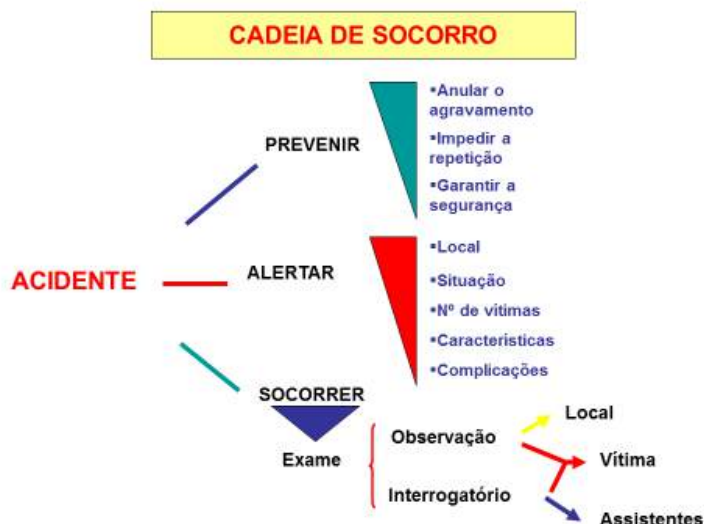 CADEIA DE SOCORRO
PREVENIR
▪Anular o
agravamento
▪Impedir a
repetição
▪Garantir a
segurança
ACIDENTE
ALERTAR
▪Local
▪Situação
▪Nº de vítimas
▪Características
▪Complicações
SOCORRER
Exame
Observação
Interrogatório
Local
Vítima
Assistentes